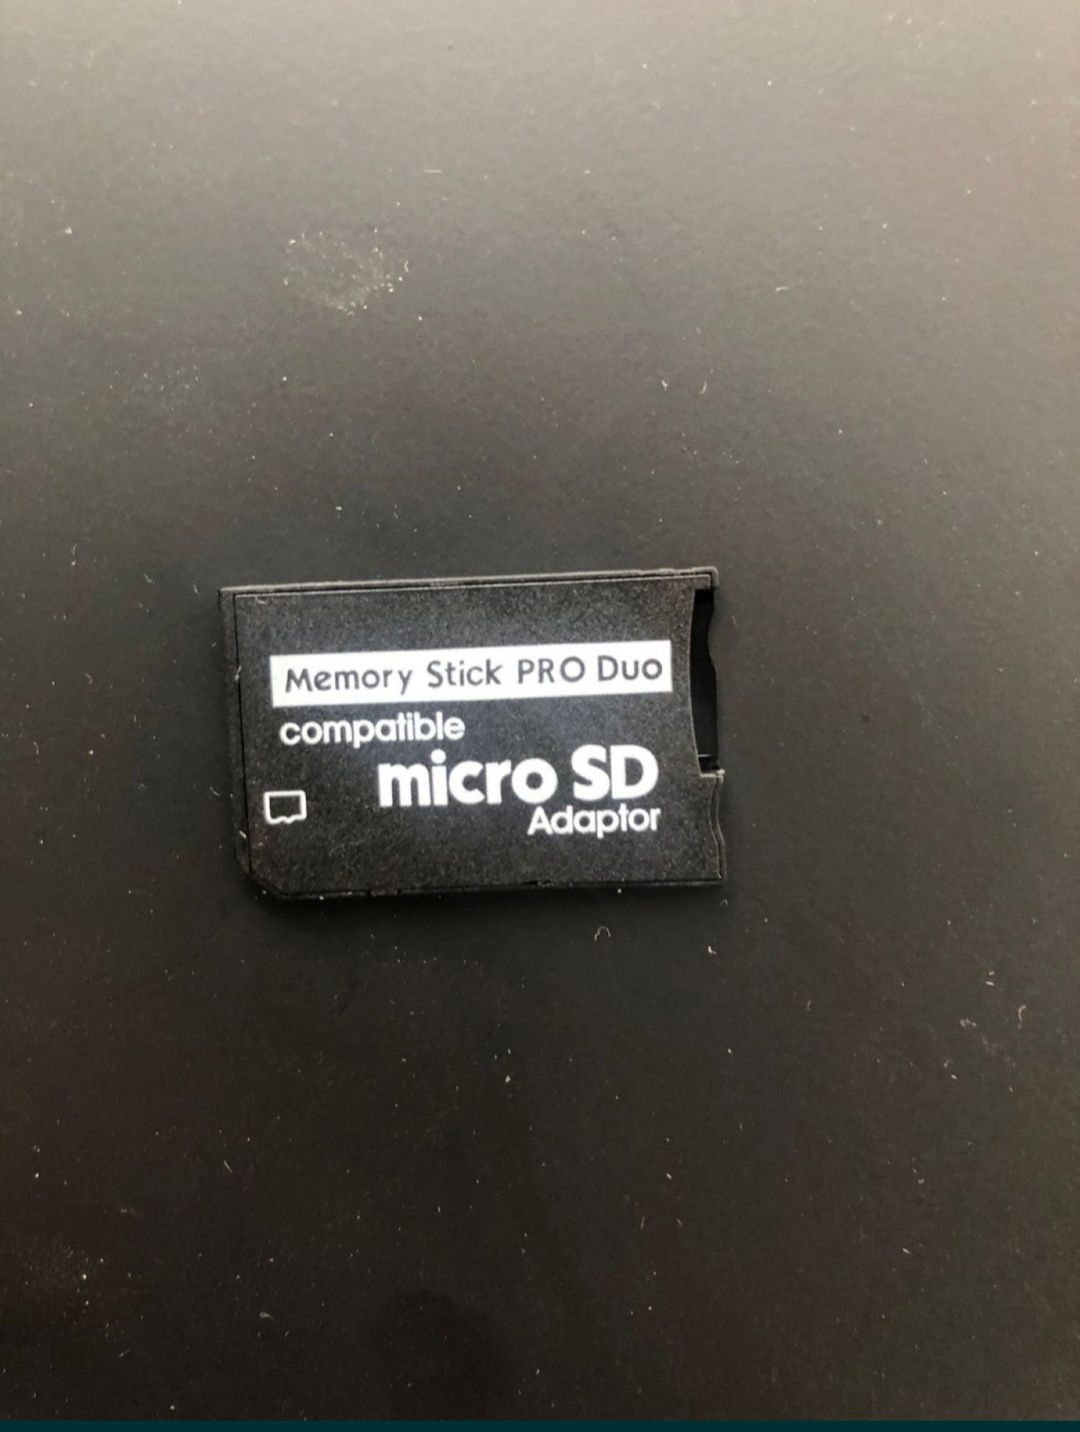 Memory Stick PRO Duo
compatible
micro SD
Adaptor